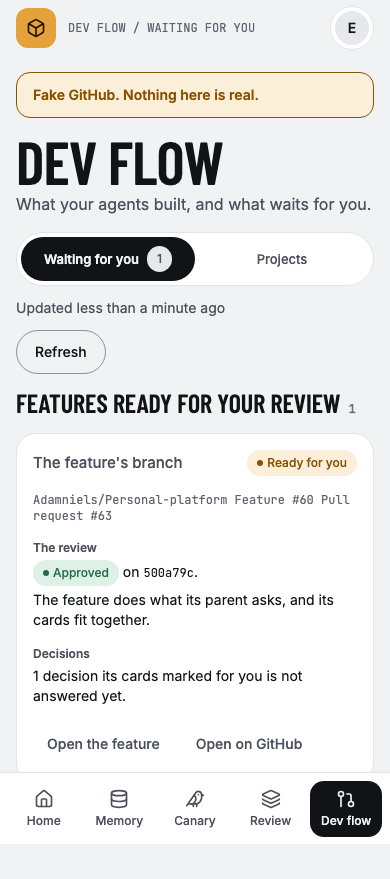 DEV FLOW / WAITING FOR YOU
E
Fake GitHub. Nothing here is real.
DEV FLOW
What your agents built, and what waits for you.
Waiting for you 1
Projects
Updated less than a minute ago
Refresh
FEATURES READY FOR YOUR REVIEW 1
The feature's branch
Ready for you
Adamniels/Personal-platform Feature #60 Pull
request #63
The review
Approved on 500a79c.
The feature does what its parent asks, and its
cards fit together.
Decisions
1 decision its cards marked for you is not
answered yet.
Open the feature
Open on GitHub
Home
Memory
Canary
Review
Dev flow